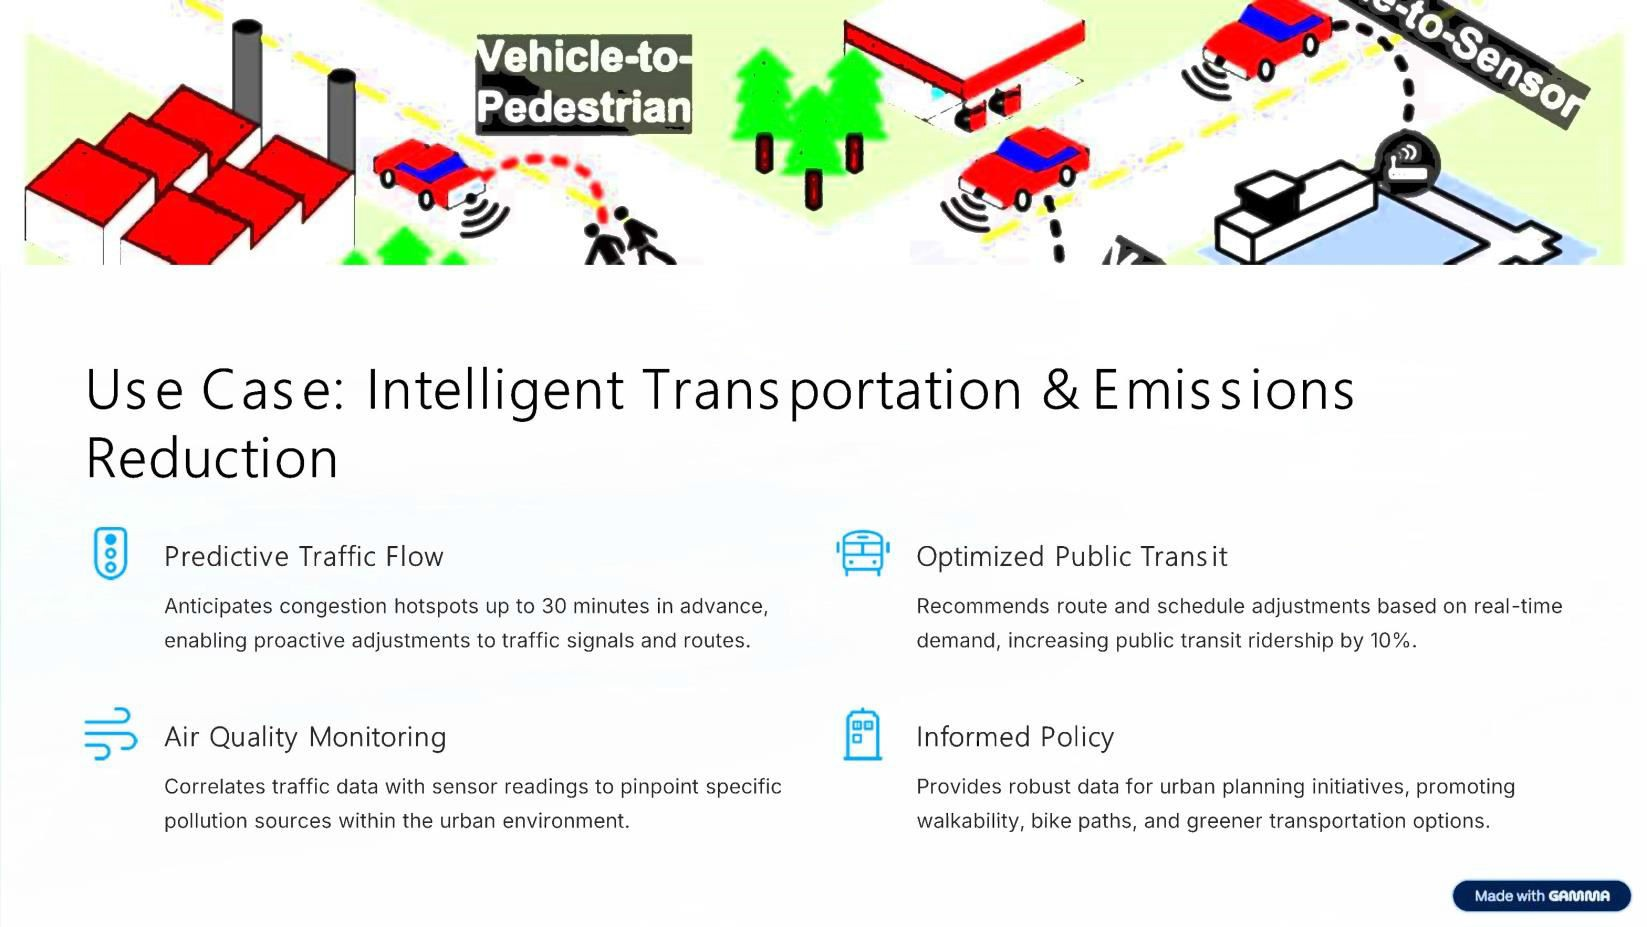 Vehicle-to-
Pedestrian
e-to-Sensor
Use Case: Intelligent Transportation & Emissions
Reduction
Predictive Traffic Flow
Anticipates congestion hotspots up to 30 minutes in advance,
enabling proactive adjustments to traffic signals and routes.
Optimized Public Transit
Recommends route and schedule adjustments based on real-time
demand, increasing public transit ridership by 10%.
Air Quality Monitoring
Correlates traffic data with sensor readings to pinpoint specific
pollution sources within the urban environment.
Informed Policy
Provides robust data for urban planning initiatives, promoting
walkability, bike paths, and greener transportation options.
Made with GAMMA